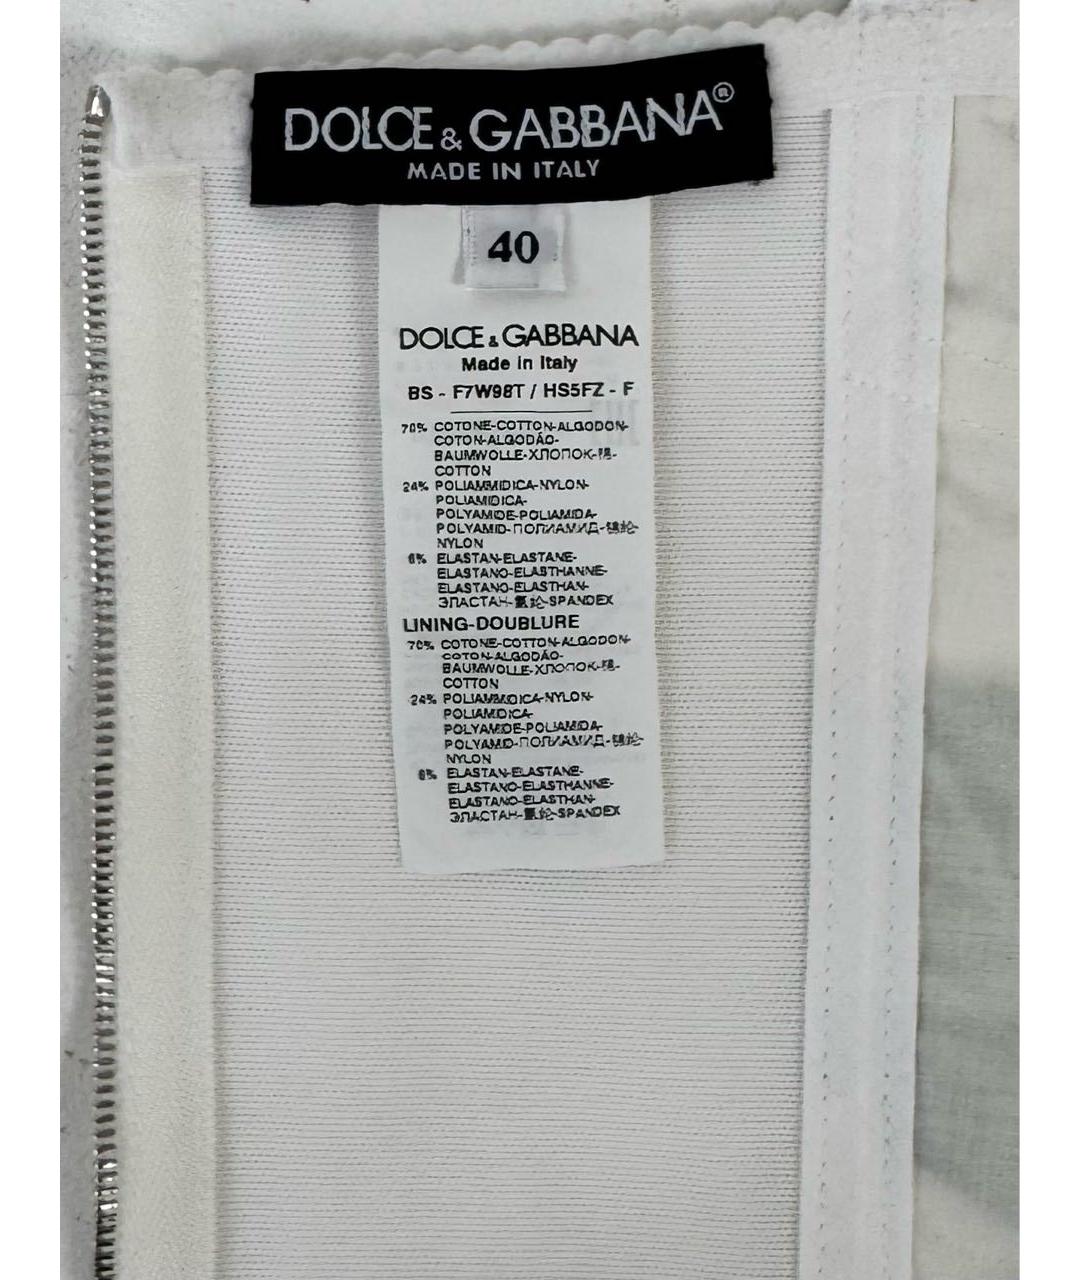 DOLCE & GABBANA®
MADE IN ITALY
40
DOLCE & GABBANA
Made in Italy
BS - F7W98T / HS5FZ - F
70% COTONE-COTTON-ALGODON-
COTON-ALGODÃO-
BAUMWOLLE-ХЛОПОК-棉-
COTTON
24% POLIAMMIDICA-NYLON-
POLIAMIDICA-
POLYAMIDE-POLIAMIDA-
POLYAMID-ПОЛИАМИД-
NYLON
6% ELASTAN-ELASTANE-
ELASTANO-ELASTHANNE-
ELASTANO-ELASTHAN-
ЭЛАСТАН-氨纶-SPANDEX
LINING-DOUBLURE
70% COTONE-COTTON-ALGODON-
COTON-ALGODÃO-
BAUMWOLLE-ХЛОПОК-棉-
COTTON
24% POLIAMMIDICA-NYLON-
POLIAMIDICA-
POLYAMIDE-POLIAMIDA-
POLYAMID-ПОЛИАМИД-
NYLON
6% ELASTAN-ELASTANE-
ELASTANO-ELASTHANNE-
ELASTANO-ELASTHAN-
ЭЛАСТАН-氨纶-SPANDEX